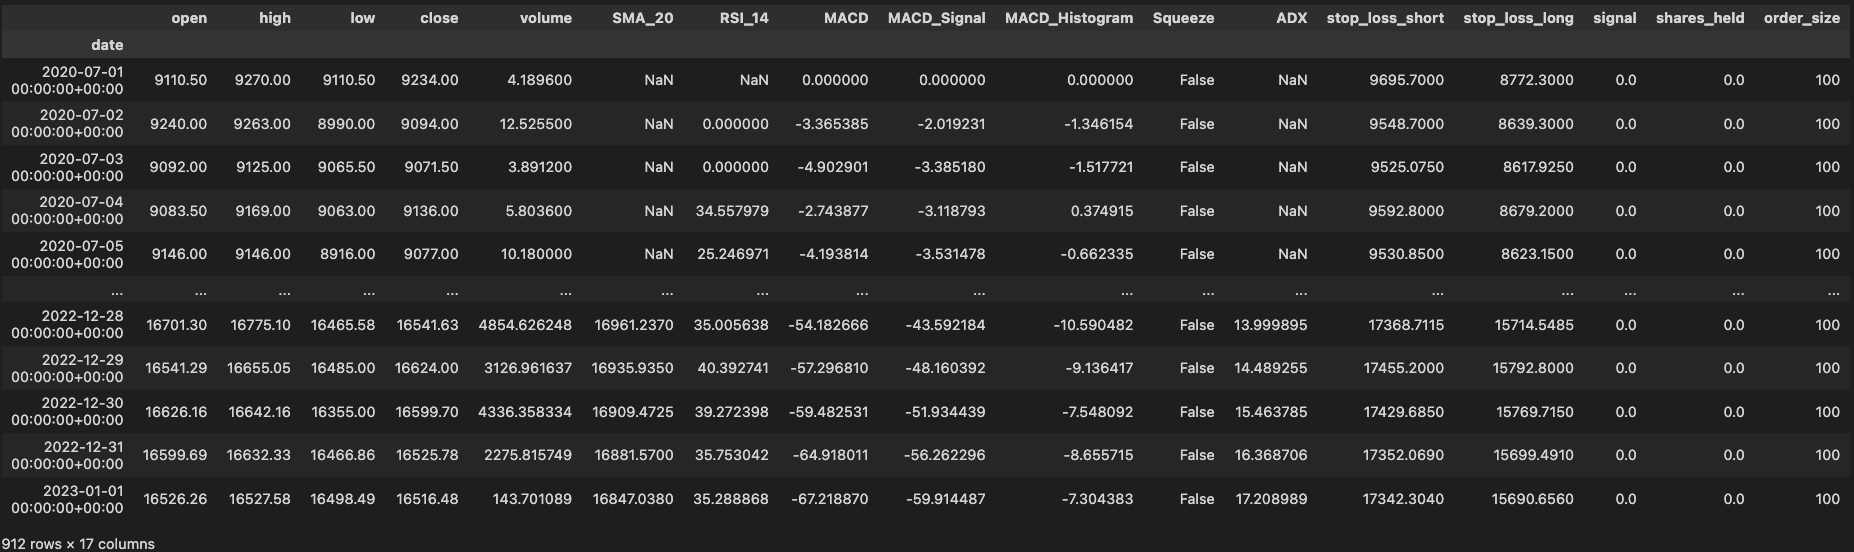 open high low close volume SMA_20 RSI_14 MACD MACD_Signal MACD_Histogram Squeeze ADX stop_loss_short stop_loss_long signal shares_held order_size
date
2020-07-01 00:00:00+00:00 9110.50 9270.00 9110.50 9234.00 4.189600 NaN NaN 0.000000 0.000000 0.000000 False NaN 9695.7000 8772.3000 0.0 0.0 100
2020-07-02 00:00:00+00:00 9240.00 9263.00 8990.00 9094.00 12.525500 NaN 0.000000 -3.365385 -2.019231 -1.346154 False NaN 9548.7000 8639.3000 0.0 0.0 100
2020-07-03 00:00:00+00:00 9092.00 9125.00 9065.50 9071.50 3.891200 NaN 0.000000 -4.902901 -3.385180 -1.517721 False NaN 9525.0750 8617.9250 0.0 0.0 100
2020-07-04 00:00:00+00:00 9083.50 9169.00 9063.00 9136.00 5.803600 NaN 34.557979 -2.743877 -3.118793 0.374915 False NaN 9592.8000 8679.2000 0.0 0.0 100
2020-07-05 00:00:00+00:00 9146.00 9146.00 8916.00 9077.00 10.180000 NaN 25.246971 -4.193814 -3.531478 -0.662335 False NaN 9530.8500 8623.1500 0.0 0.0 100
... ... ... ... ... ... ... ... ... ... ... ... ... ... ... ... ... ...
2022-12-28 00:00:00+00:00 16701.30 16775.10 16465.58 16541.63 4854.626248 16961.2370 35.005638 -54.182666 -43.592184 -10.590482 False 13.999895 17368.7115 15714.5485 0.0 0.0 100
2022-12-29 00:00:00+00:00 16541.29 16655.05 16485.00 16624.00 3126.961637 16935.9350 40.392741 -57.296810 -48.160392 -9.136417 False 14.489255 17455.2000 15792.8000 0.0 0.0 100
2022-12-30 00:00:00+00:00 16626.16 16642.16 16355.00 16599.70 4336.358334 16909.4725 39.272398 -59.482531 -51.934439 -7.548092 False 15.463785 17429.6850 15769.7150 0.0 0.0 100
2022-12-31 00:00:00+00:00 16599.69 16632.33 16466.86 16525.78 2275.815749 16881.5700 35.753042 -64.918011 -56.262296 -8.655715 False 16.368706 17352.0690 15699.4910 0.0 0.0 100
2023-01-01 00:00:00+00:00 16526.26 16527.58 16498.49 16516.48 143.701089 16847.0380 35.288868 -67.218870 -59.914487 -7.304383 False 17.208989 17342.3040 15690.6560 0.0 0.0 100
912 rows × 17 columns